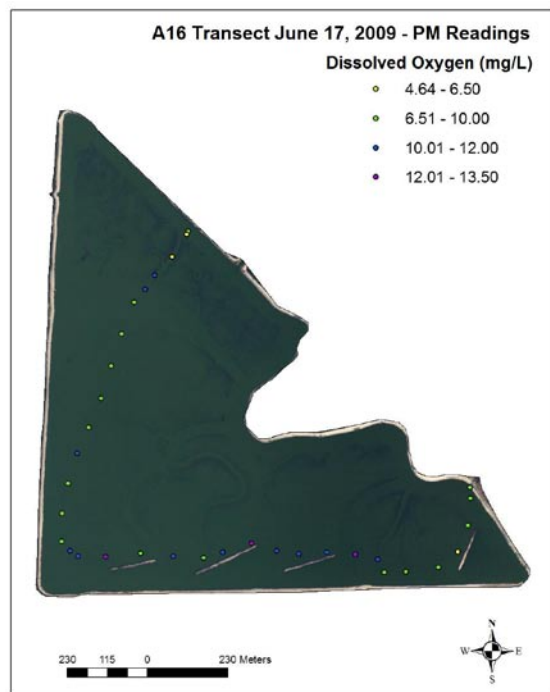 A16 Transect June 17, 2009 - PM Readings
Dissolved Oxygen (mg/L)
4.64 - 6.50
6.51 - 10.00
10.01 - 12.00
12.01 - 13.50
230 115 0 230 Meters
N
W E
S